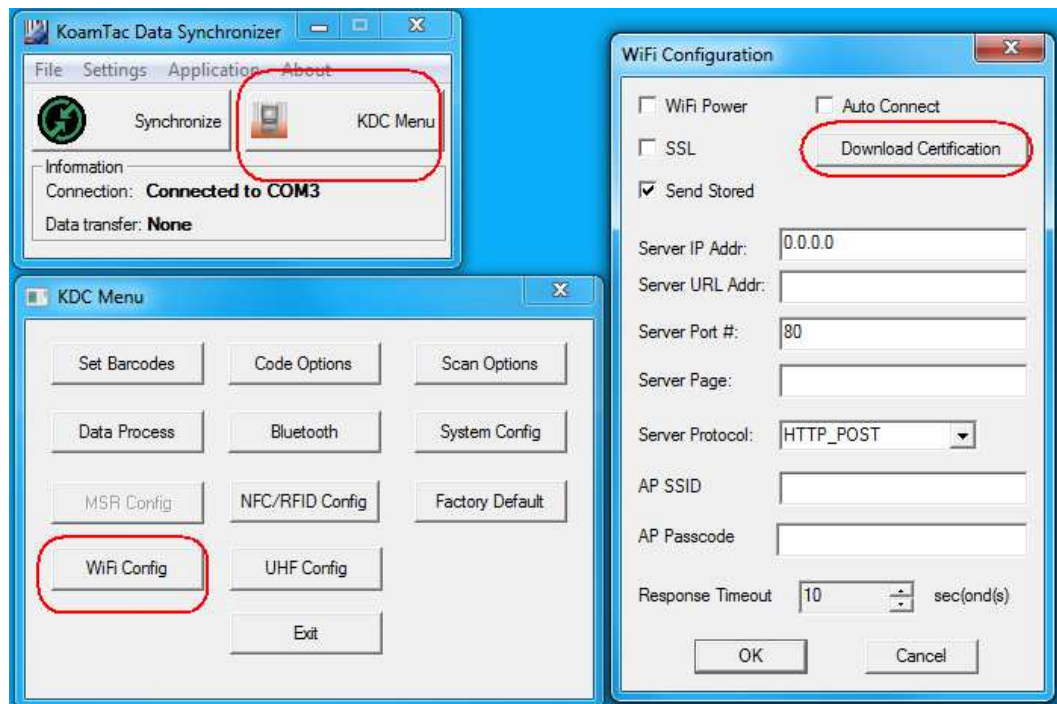 KoamTac Data Synchronizer
File Settings Application About
Synchronize
KDC Menu
Information
Connection: Connected to COM3
Data transfer: None
KDC Menu
Set Barcodes Code Options Scan Options
Data Process Bluetooth System Config
MSR Config NFC/RFID Config Factory Default
WiFi Config UHF Config
Exit
WiFi Configuration
WiFi Power Auto Connect
SSL Download Certification
Send Stored
Server IP Addr: 0.0.0.0
Server URL Addr:
Server Port #: 80
Server Page:
Server Protocol: HTTP_POST
AP SSID
AP Passcode
Response Timeout 10 sec(ond(s)
OK Cancel